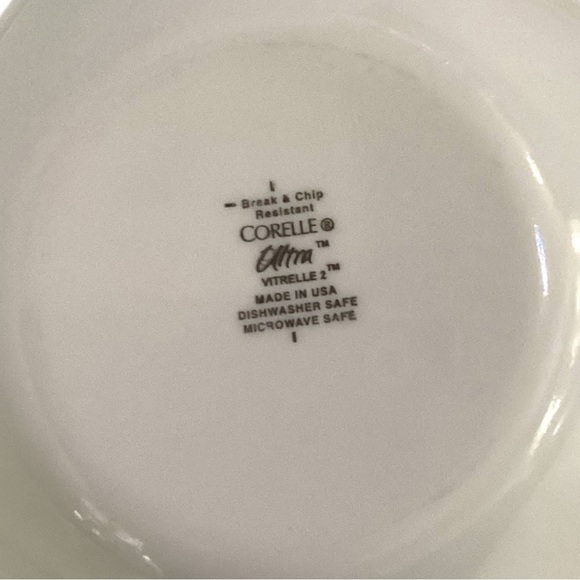 Break & Chip
Resistant
CORELLE®
Ultra™
VITRELLE 2™
MADE IN USA
DISHWASHER SAFE
MICROWAVE SAFE